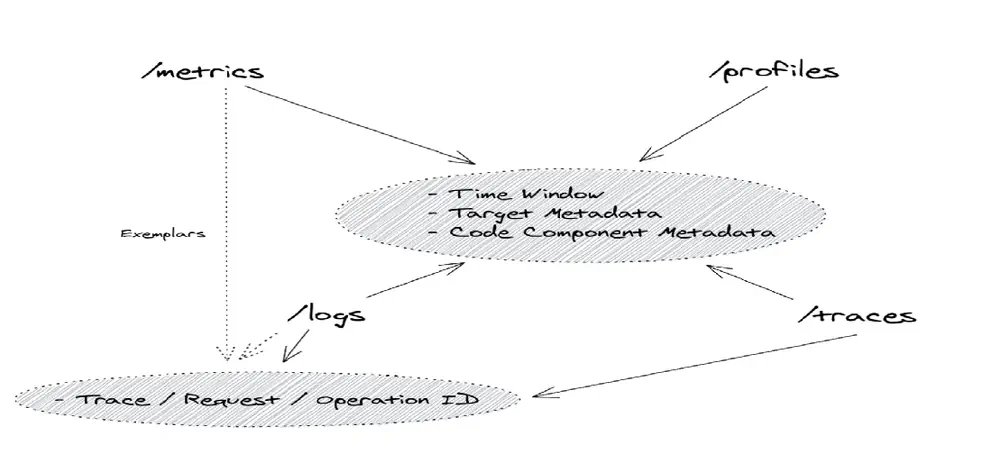 /metrics
/profiles
- Time Window
- Target Metadata
- Code Component Metadata
Exemplars
/logs
/traces
- Trace / Request / Operation ID